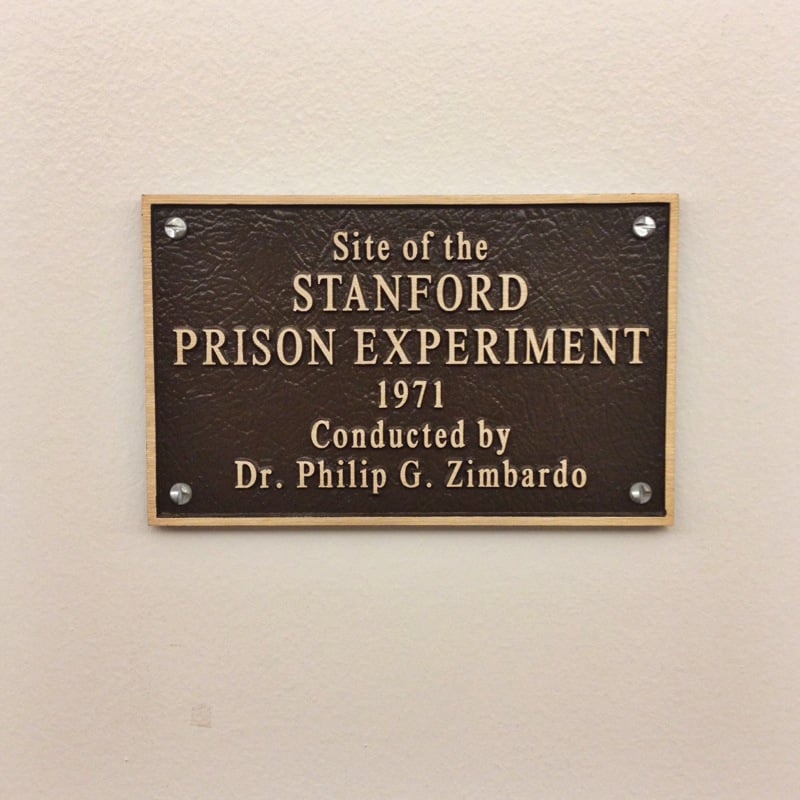 Site of the
STANFORD
PRISON EXPERIMENT
1971
Conducted by
Dr. Philip G. Zimbardo